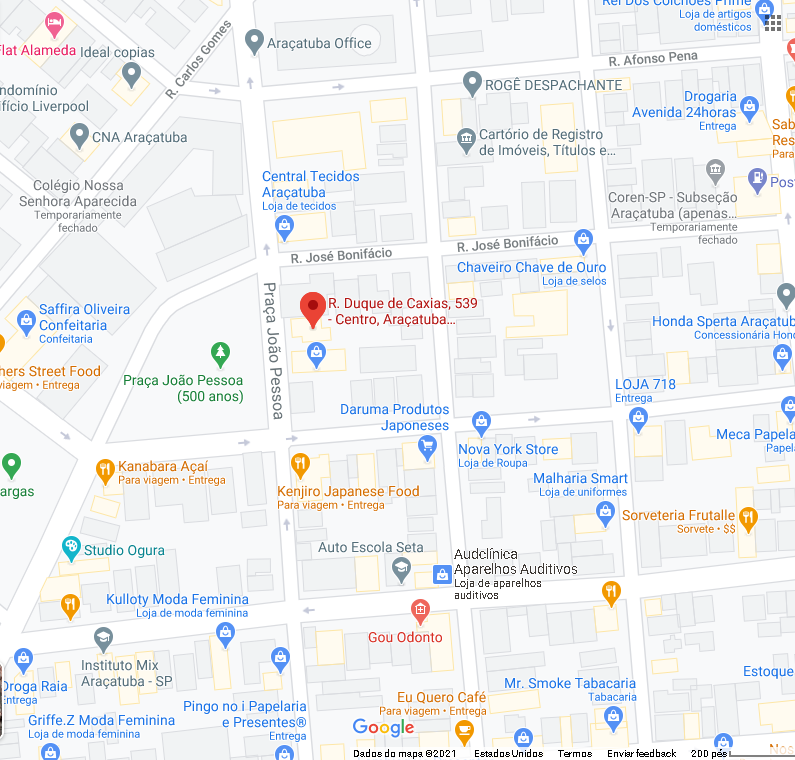 Rei Dos Colchões Prime
Loja de artigos
domésticos
Flat Alameda
Ideal copias
R. Carlos Gomes
Araçatuba Office
R. Afonso Pena
ndomínio
ifício Liverpool
ROGÊ DESPACHANTE
Drogaria
Avenida 24horas
Entrega
CNA Araçatuba
Cartório de Registro
de Imóveis, Títulos e...
Sab
Res
Para
Colégio Nossa
Senhora Aparecida
Temporariamente
fechado
Central Tecidos
Araçatuba
Loja de tecidos
Post
Coren-SP - Subseção
Araçatuba (apenas...
Temporariamente
fechado
R. José Bonifácio
R. José Bonifácio
Chaveiro Chave de Ouro
Loja de selos
Praça João Pessoa
R. Duque de Caxias, 539
- Centro, Araçatuba...
Saffira Oliveira
Confeitaria
Confeitaria
Honda Sperta Araçatub
Concessionária Hond
hers Street Food
viagem • Entrega
Praça João Pessoa
(500 anos)
LOJA 718
Entrega
Daruma Produtos
Japoneses
Meca Papela
Papela
Nova York Store
Loja de Roupa
Kanabara Açaí
Para viagem • Entrega
argas
Kenjiro Japanese Food
Para viagem • Entrega
Malharia Smart
Loja de uniformes
Sorveteria Frutalle
Sorvete • $$
Studio Ogura
Auto Escola Seta
Audclínica
Aparelhos Auditivos
Loja de aparelhos
auditivos
Kulloty Moda Feminina
Loja de moda feminina
Gou Odonto
Instituto Mix
Araçatuba - SP
Droga Raia
Entrega
Estoque
Mr. Smoke Tabacaria
Tabacaria
Eu Quero Café
Para viagem • Entrega
Pingo no i Papelaria
e Presentes®
Entrega
Griffe.Z Moda Feminina
Loja de moda feminina
Google
Nos
Dados do mapa ©2021 Estados Unidos Termos Enviar feedback 200 pés